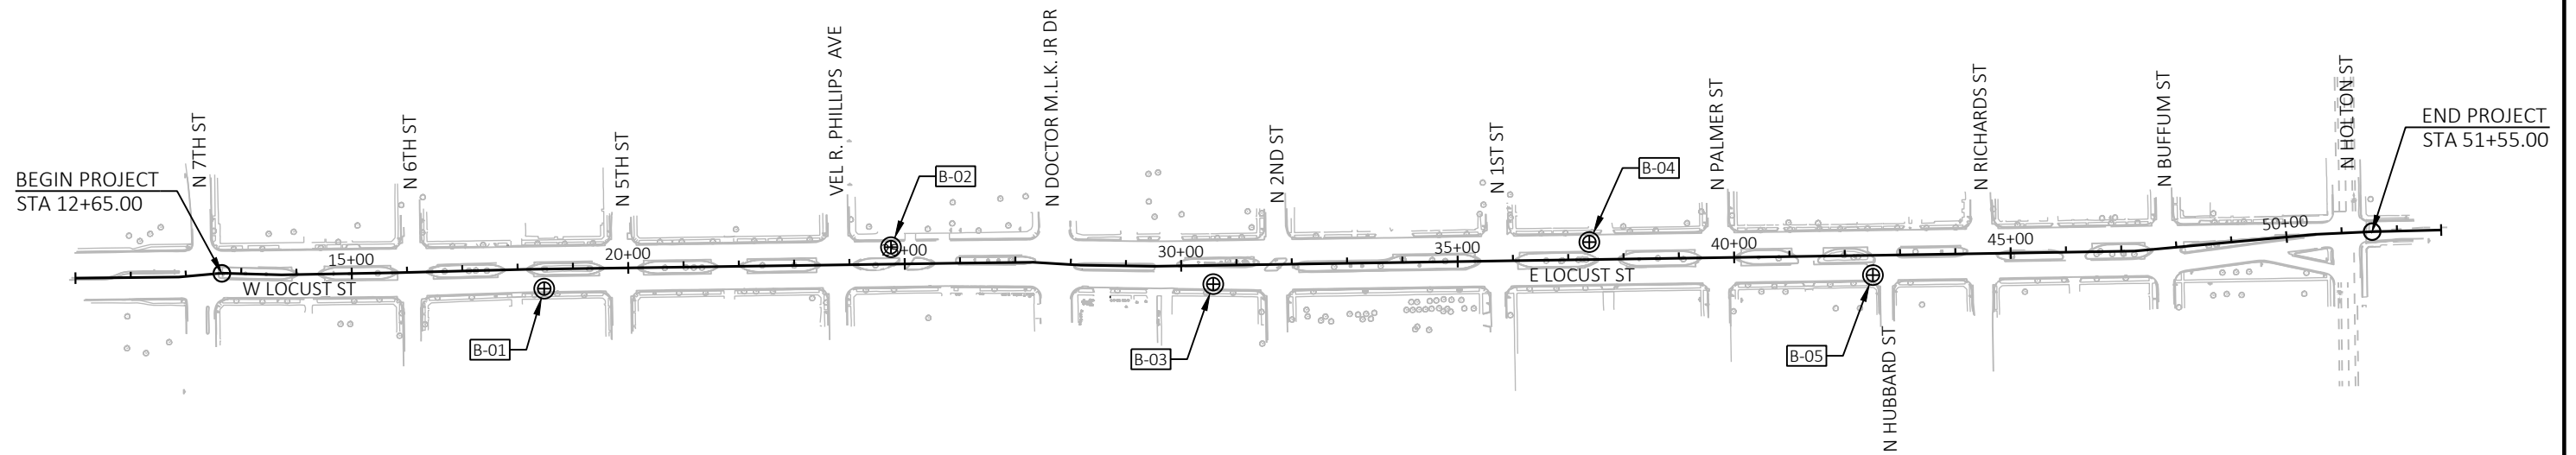 N 7TH ST
N 6TH ST
N 5TH ST
VEL R. PHILLIPS AVE
N DOCTOR M.L.K. JR DR
N 2ND ST
N 1ST ST
N PALMER ST
N RICHARDS ST
N BUFFUM ST
N HOLTON ST
END PROJECT
STA 51+55.00
BEGIN PROJECT
STA 12+65.00
B-02
B-04
15+00
20+00
30+00
35+00
40+00
45+00
50+00
W LOCUST ST
E LOCUST ST
B-01
B-03
B-05
N HUBBARD ST